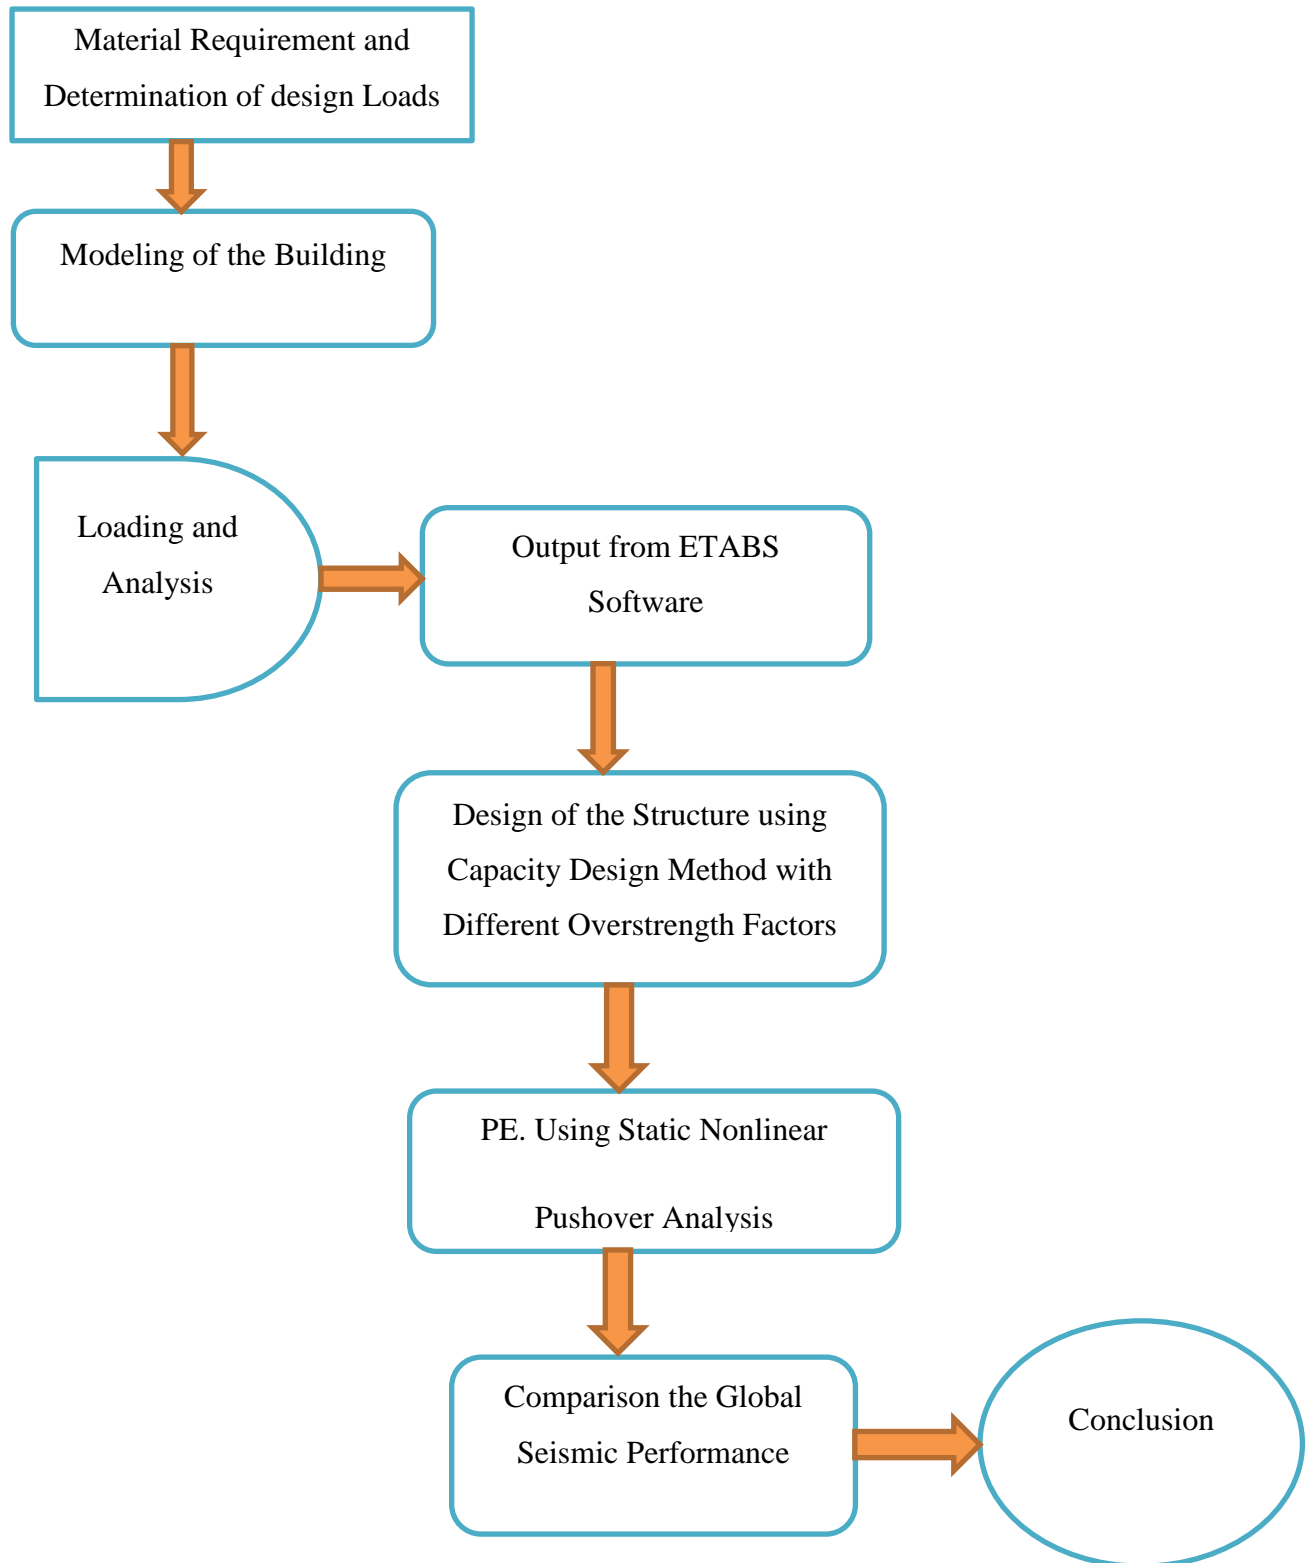 Material Requirement and
Determination of design Loads
Modeling of the Building
Loading and
Analysis
Output from ETABS
Software
Design of the Structure using
Capacity Design Method with
Different Overstrength Factors
PE. Using Static Nonlinear
Pushover Analysis
Comparison the Global
Seismic Performance
Conclusion